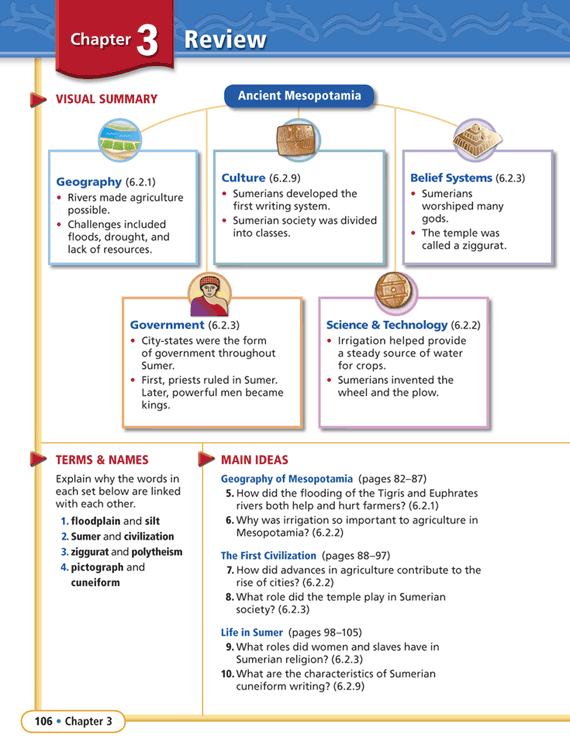 Chapter 3 Review
VISUAL SUMMARY
Ancient Mesopotamia
Geography (6.2.1)
• Rivers made agriculture
possible.
• Challenges included
floods, drought, and
lack of resources.
Culture (6.2.9)
• Sumerians developed the
first writing system.
• Sumerian society was divided
into classes.
Belief Systems (6.2.3)
• Sumerians
worshiped many
gods.
• The temple was
called a ziggurat.
Government (6.2.3)
• City-states were the form
of government throughout
Sumer.
• First, priests ruled in Sumer.
Later, powerful men became
kings.
Science & Technology (6.2.2)
• Irrigation helped provide
a steady source of water
for crops.
• Sumerians invented the
wheel and the plow.
TERMS & NAMES
Explain why the words in
each set below are linked
with each other.
1. floodplain and silt
2. Sumer and civilization
3. ziggurat and polytheism
4. pictograph and
cuneiform
MAIN IDEAS
Geography of Mesopotamia (pages 82–87)
5. How did the flooding of the Tigris and Euphrates
rivers both help and hurt farmers? (6.2.1)
6. Why was irrigation so important to agriculture in
Mesopotamia? (6.2.2)
The First Civilization (pages 88–97)
7. How did advances in agriculture contribute to the
rise of cities? (6.2.2)
8. What role did the temple play in Sumerian
society? (6.2.3)
Life in Sumer (pages 98–105)
9. What roles did women and slaves have in
Sumerian religion? (6.2.3)
10. What are the characteristics of Sumerian
cuneiform writing? (6.2.9)
106 • Chapter 3